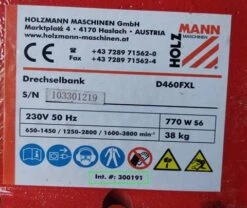 HOLZMANN MASCHINEN GmbH
Marktplatz 4 · 4170 Haslach · AUSTRIA
www.holzmann-maschinen.at
HOLZ
MANN
MASCHINEN
CE
+43 7289 71562-0
+43 7289 71562-4
Drechselbank
D460FXL
S/N 103301219
230V 50 Hz
770 W S6
650-1450 / 1250-2800 / 1600-3800 min⁻¹
38 kg
Int. #: 300191